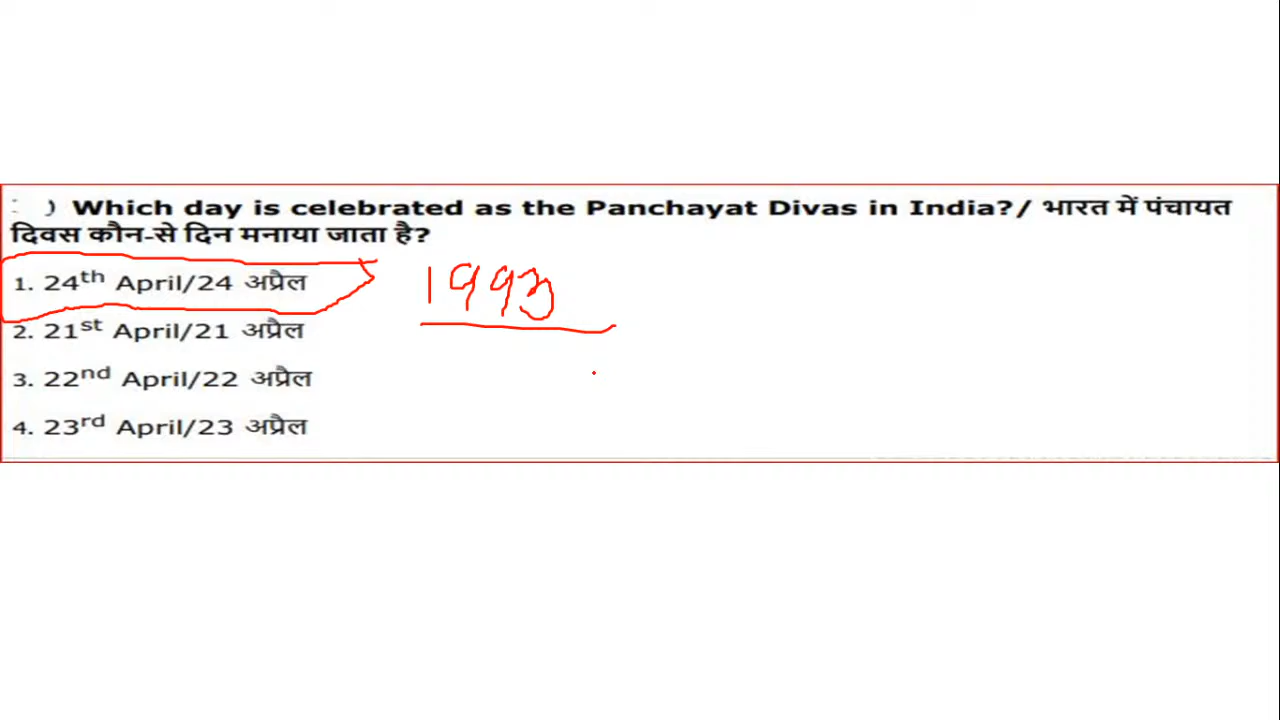 ) Which day is celebrated as the Panchayat Divas in India?/ भारत में पंचायत
दिवस कौन-से दिन मनाया जाता है?
1. 24th April/24 अप्रैल
1993
2. 21st April/21 अप्रैल
3. 22nd April/22 अप्रैल
4. 23rd April/23 अप्रैल